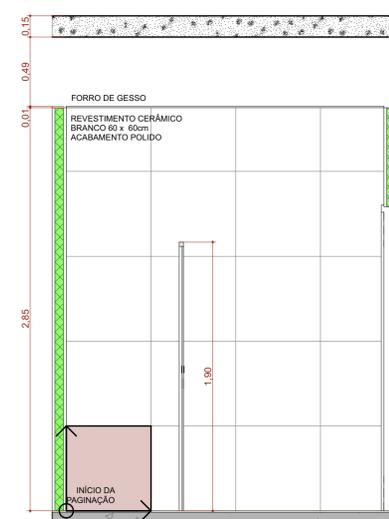 0,15
0,49
FORRO DE GESSO
0,01
REVESTIMENTO CERÂMICO
BRANCO 60 x 60cm
ACABAMENTO POLIDO
2,85
1,90
INÍCIO DA
PAGINAÇÃO